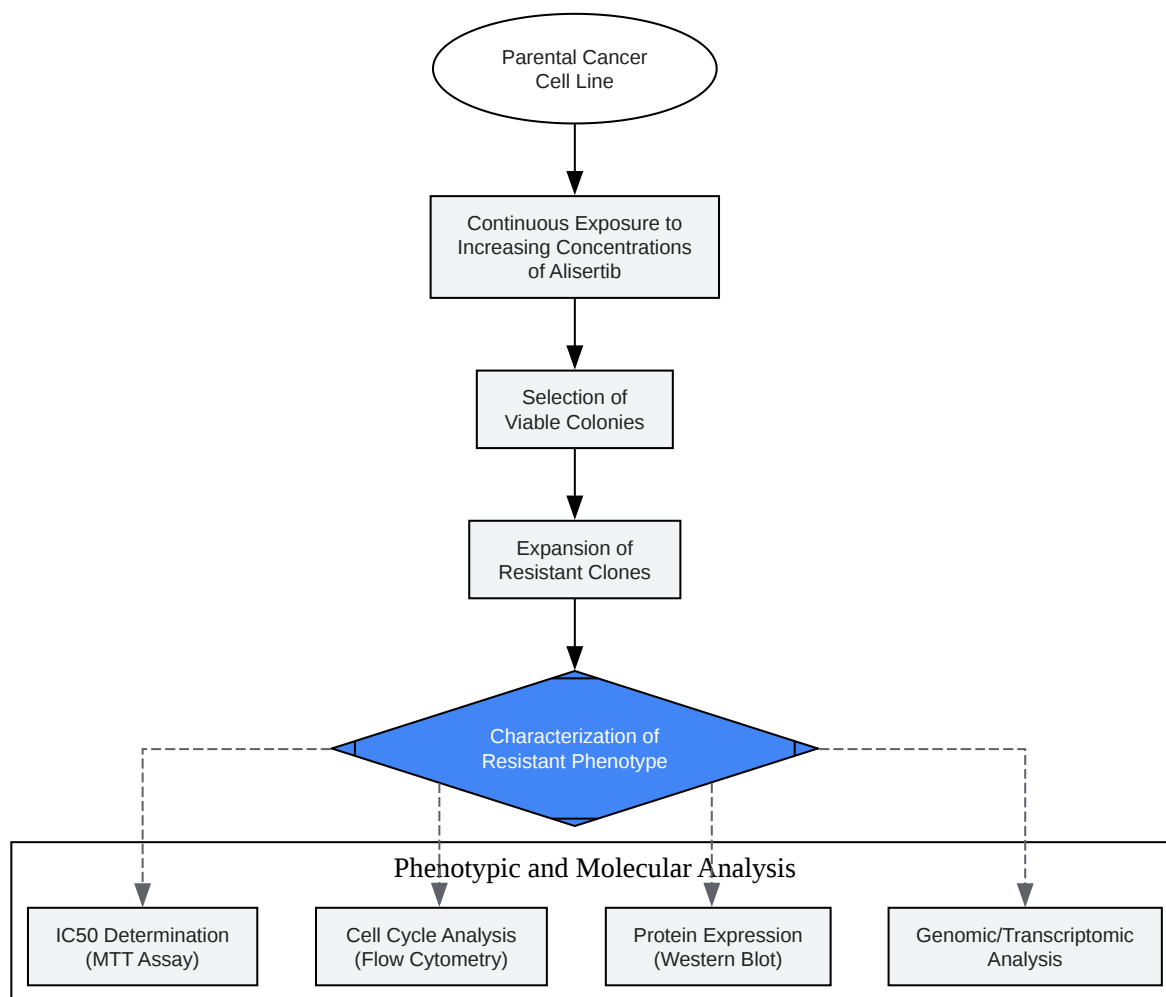 Parental Cancer
Cell Line
Continuous Exposure to
Increasing Concentrations
of Alisertib
Selection of
Viable Colonies
Expansion of
Resistant Clones
Characterization of
Resistant Phenotype
Phenotypic and Molecular Analysis
IC50 Determination
(MTT Assay)
Cell Cycle Analysis
(Flow Cytometry)
Protein Expression
(Western Blot)
Genomic/Transcriptomic
Analysis